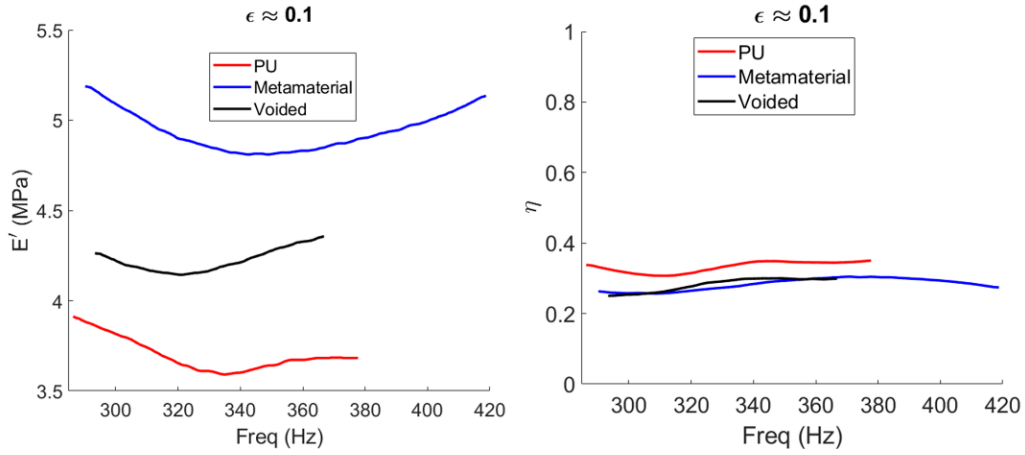 ϵ ≈ 0.1
5.5
5
4.5
4
3.5
E′ (MPa)
PU
Metamaterial
Voided
300 320 340 360 380 400 420
Freq (Hz)
ϵ ≈ 0.1
1
0.8
0.6
0.4
0.2
0
η
PU
Metamaterial
Voided
300 320 340 360 380 400 420
Freq (Hz)